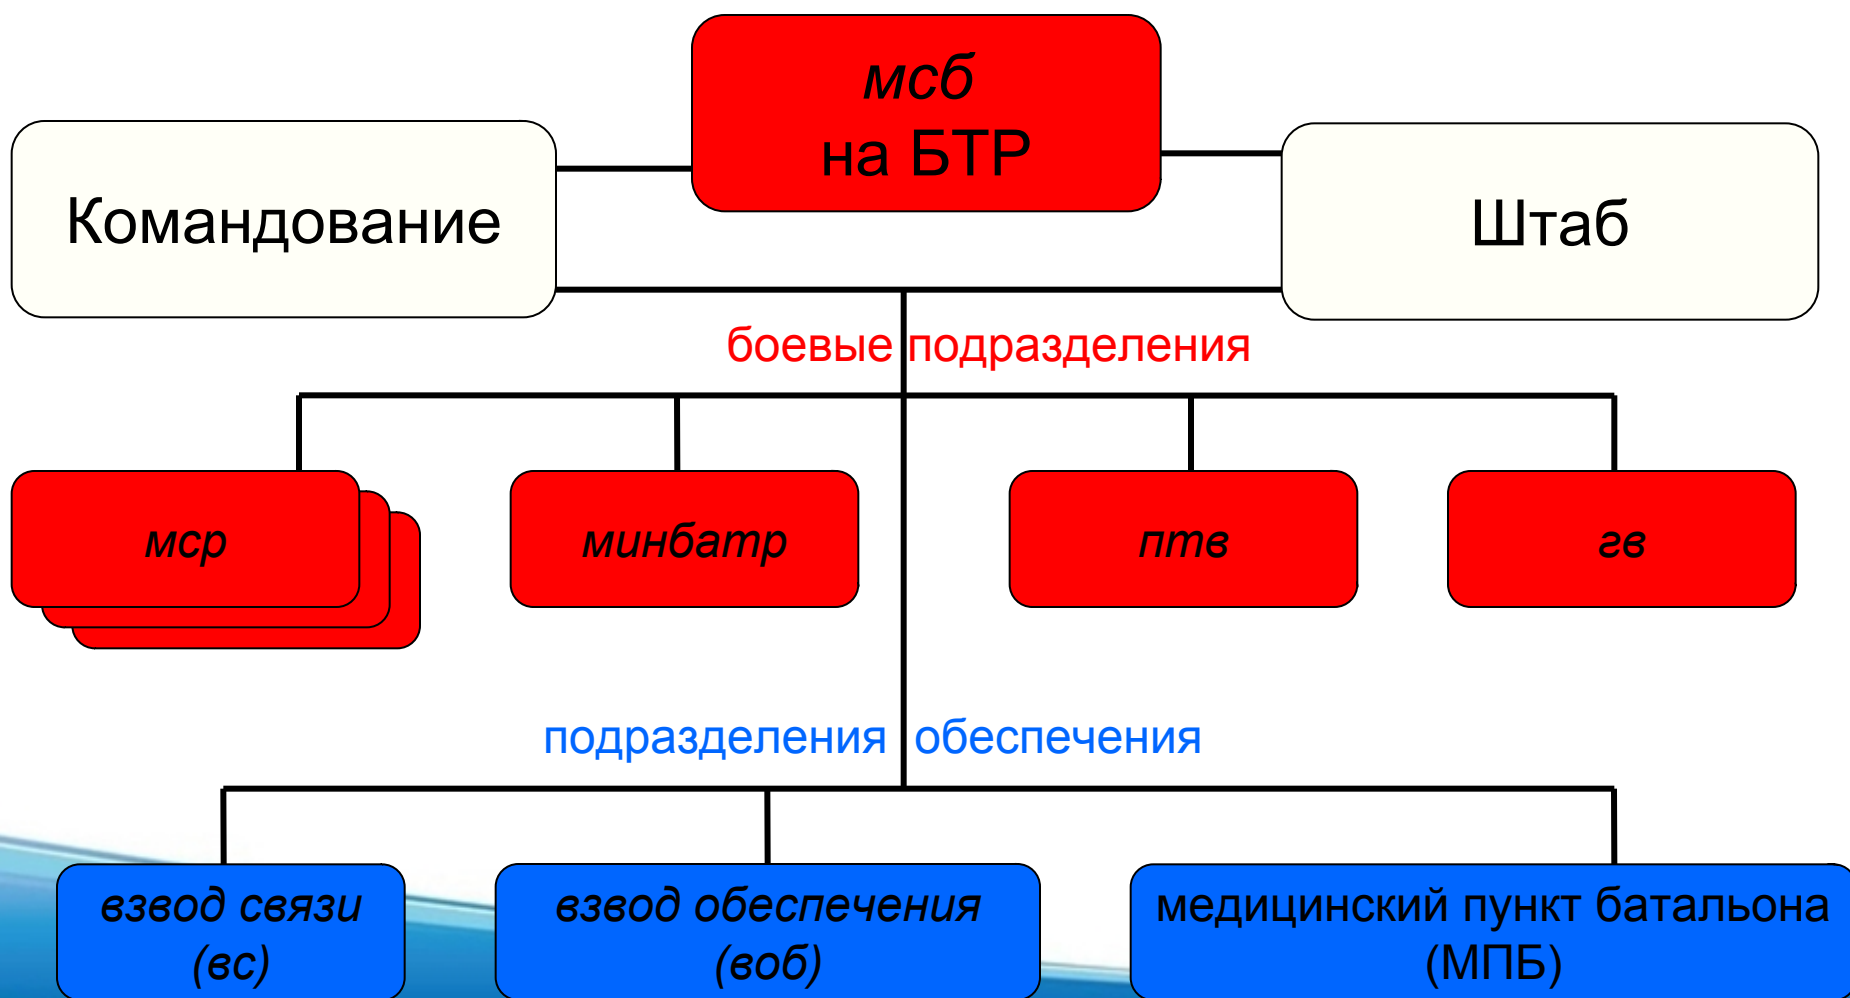 мсб
на БТР
Командование
Штаб
боевые подразделения
мср
минбатр
птв
гв
подразделения обеспечения
взвод связи
(вс)
взвод обеспечения
(воб)
медицинский пункт батальона
(МПБ)